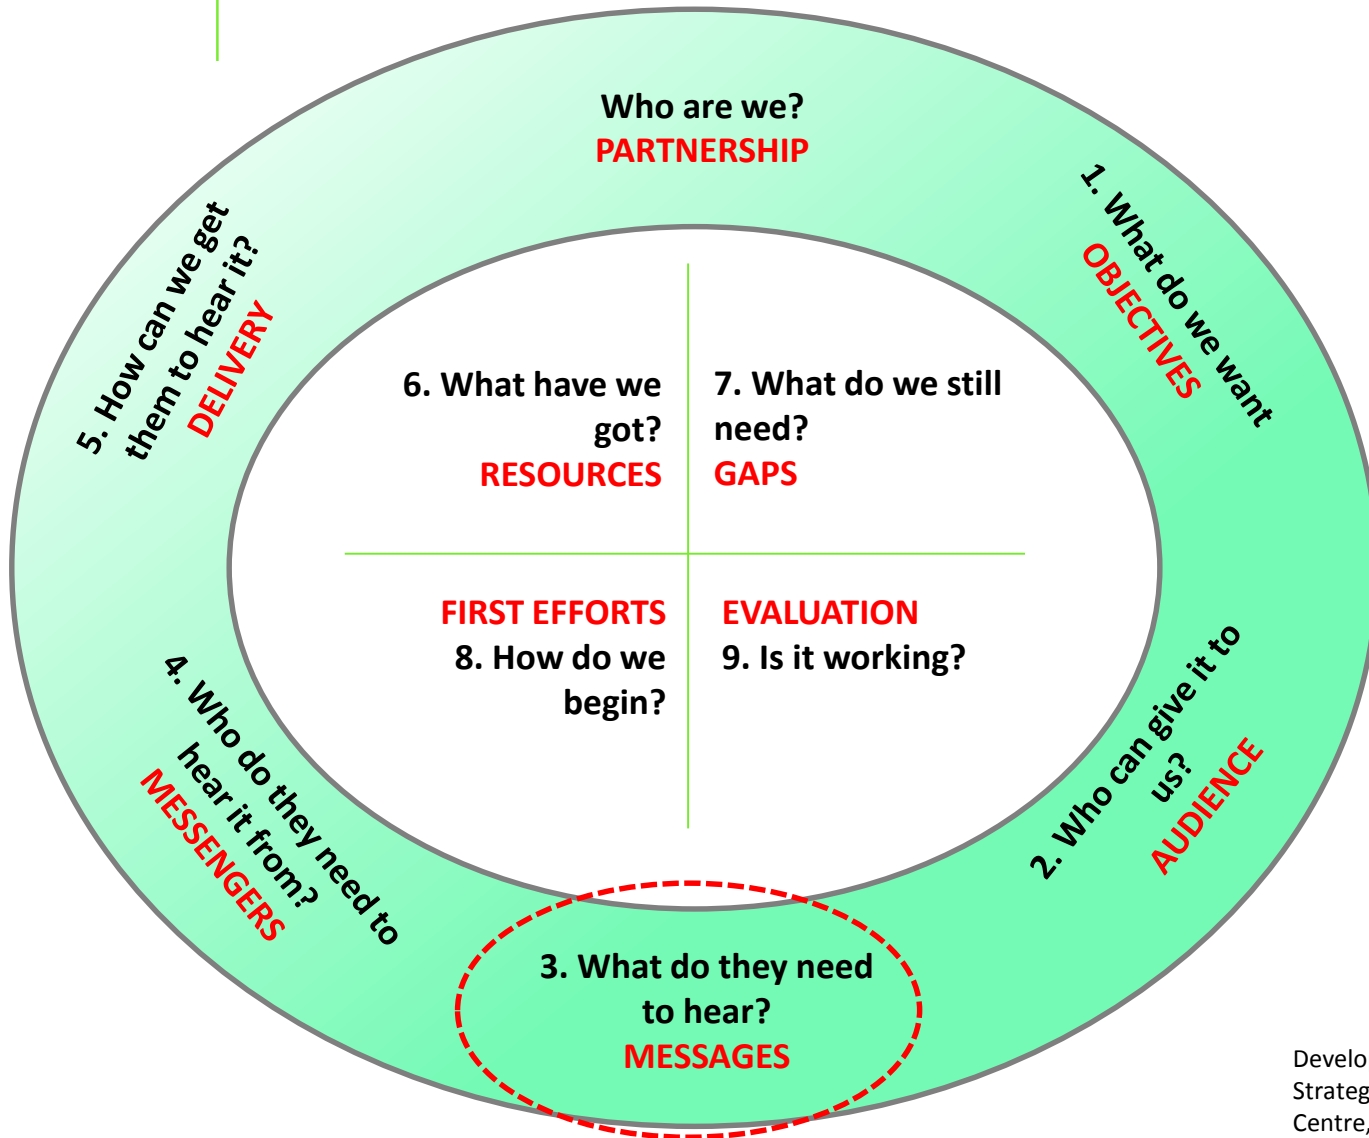 Who are we?
PARTNERSHIP
1. What do we want
OBJECTIVES
2. Who can give it to
us?
AUDIENCE
3. What do they need
to hear?
MESSAGES
4. Who do they need to
hear it from?
MESSENGERS
5. How can we get
them to hear it?
DELIVERY
6. What have we
got?
RESOURCES
7. What do we still
need?
GAPS
FIRST EFFORTS
8. How do we
begin?
EVALUATION
9. Is it working?
Centre,